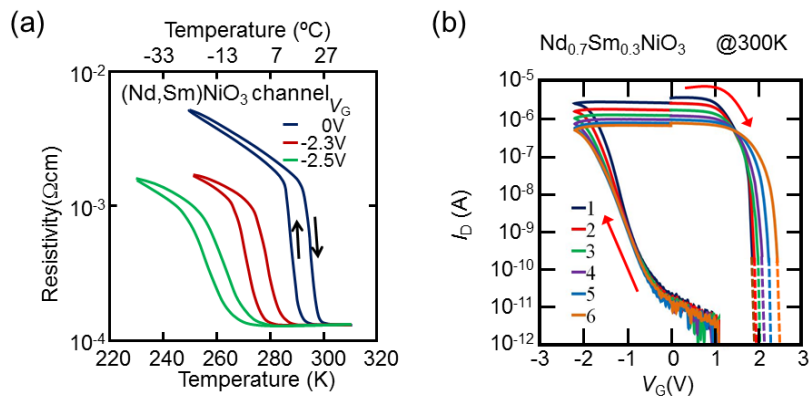 (a)
Temperature (ºC)
-33 -13 7 27
10-2
10-3
10-4
Resistivity(Ωcm)
(Nd,Sm)NiO3 channel
VG
0V
-2.3V
-2.5V
220 240 260 280 300 320
Temperature (K)
(b)
Nd0.7Sm0.3NiO3 @300K
10-5
10-6
10-7
10-8
10-9
10-10
10-11
10-12
ID (A)
1
2
3
4
5
6
-3 -2 -1 0 1 2 3
VG(V)